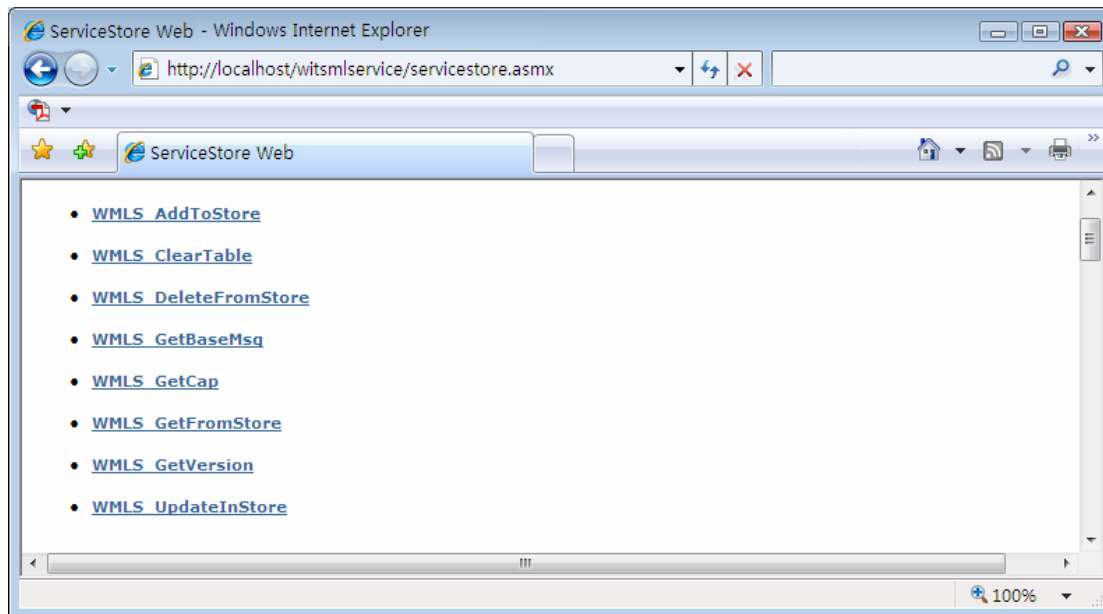 ServiceStore Web - Windows Internet Explorer
http://localhost/witsmlservice/servicestore.asmx
ServiceStore Web
WMLS_AddToStore
WMLS_ClearTable
WMLS_DeleteFromStore
WMLS_GetBaseMsg
WMLS_GetCap
WMLS_GetFromStore
WMLS_GetVersion
WMLS_UpdateInStore
100%